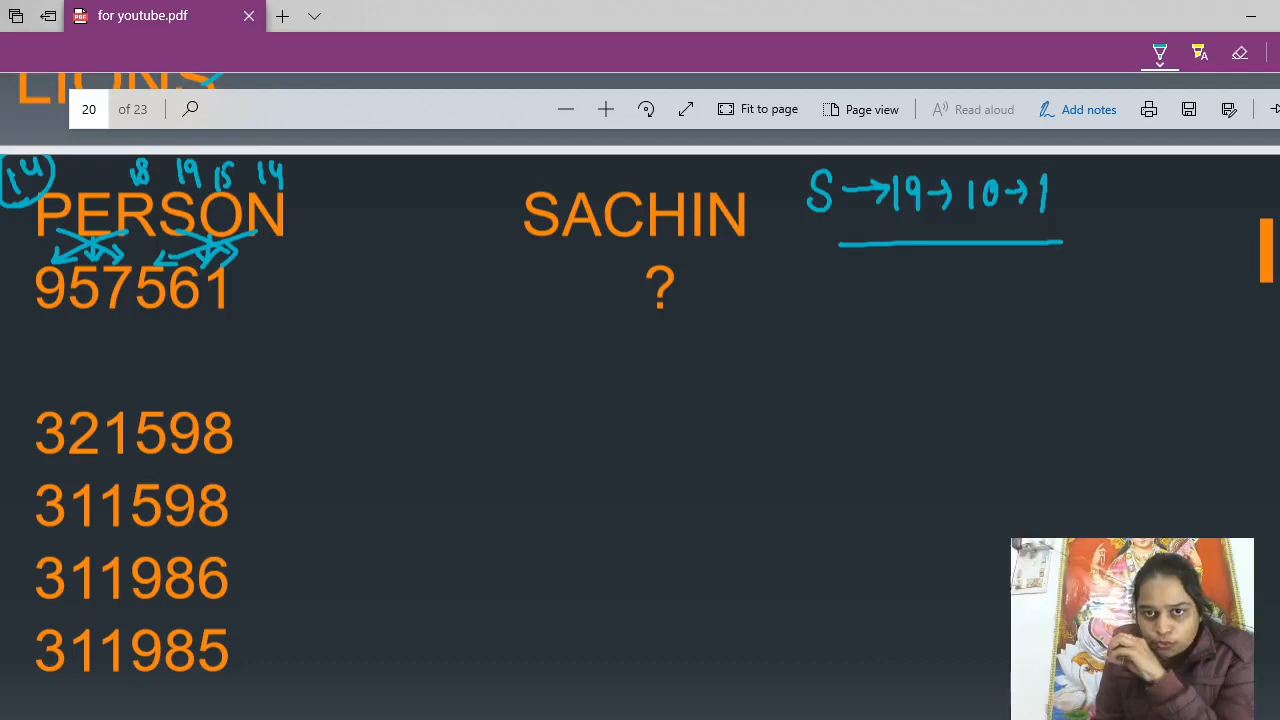 for youtube.pdf
LIONS
20 of 23
Fit to page
Page view
Read aloud
Add notes
14
18 19 15 14
PERSON SACHIN S→19→10→1
957561 ?
321598
311598
311986
311985